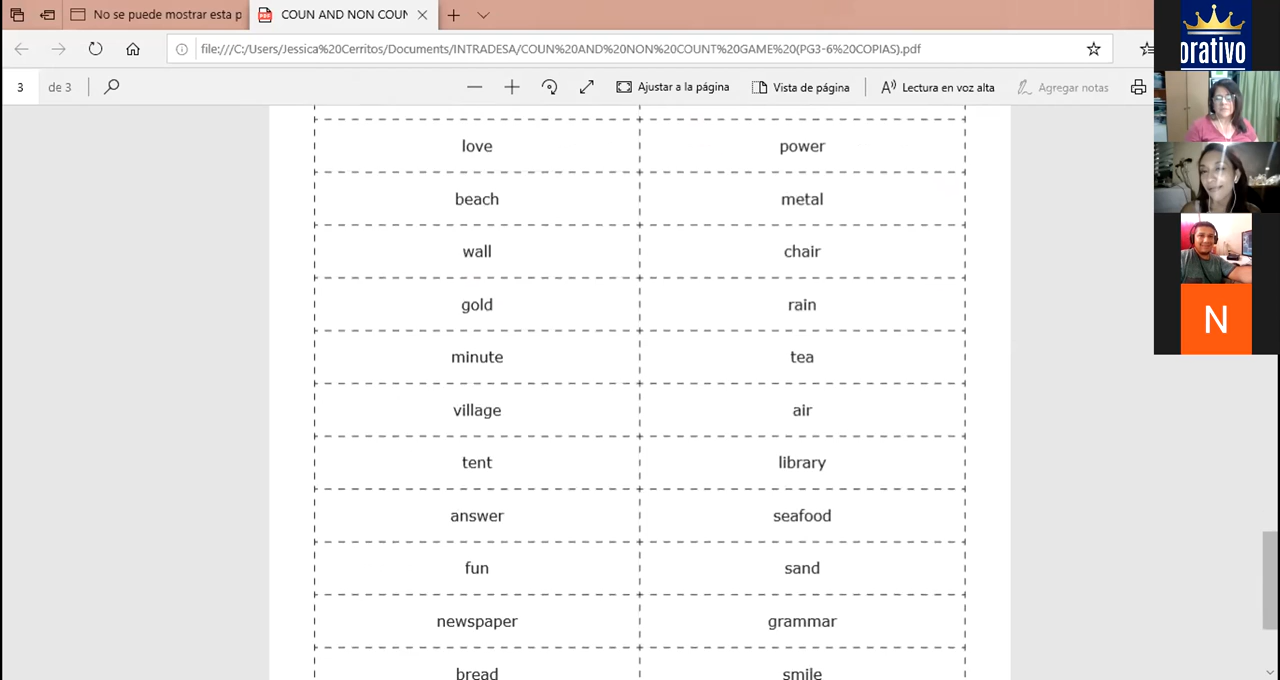 No se puede mostrar esta p
COUN AND NON COUN
file:///C:/Users/Jessica%20Cerritos/Documents/INTRADESA/COUN%20AND%20NON%20COUNT%20GAME%20(PG3-6%20COPIAS).pdf
3 de 3
Ajustar a la página
Vista de página
Lectura en voz alta
Agregar notas
orativo
love power
beach metal
wall chair
gold rain
minute tea
village air
tent library
answer seafood
fun sand
newspaper grammar
bread smile
N